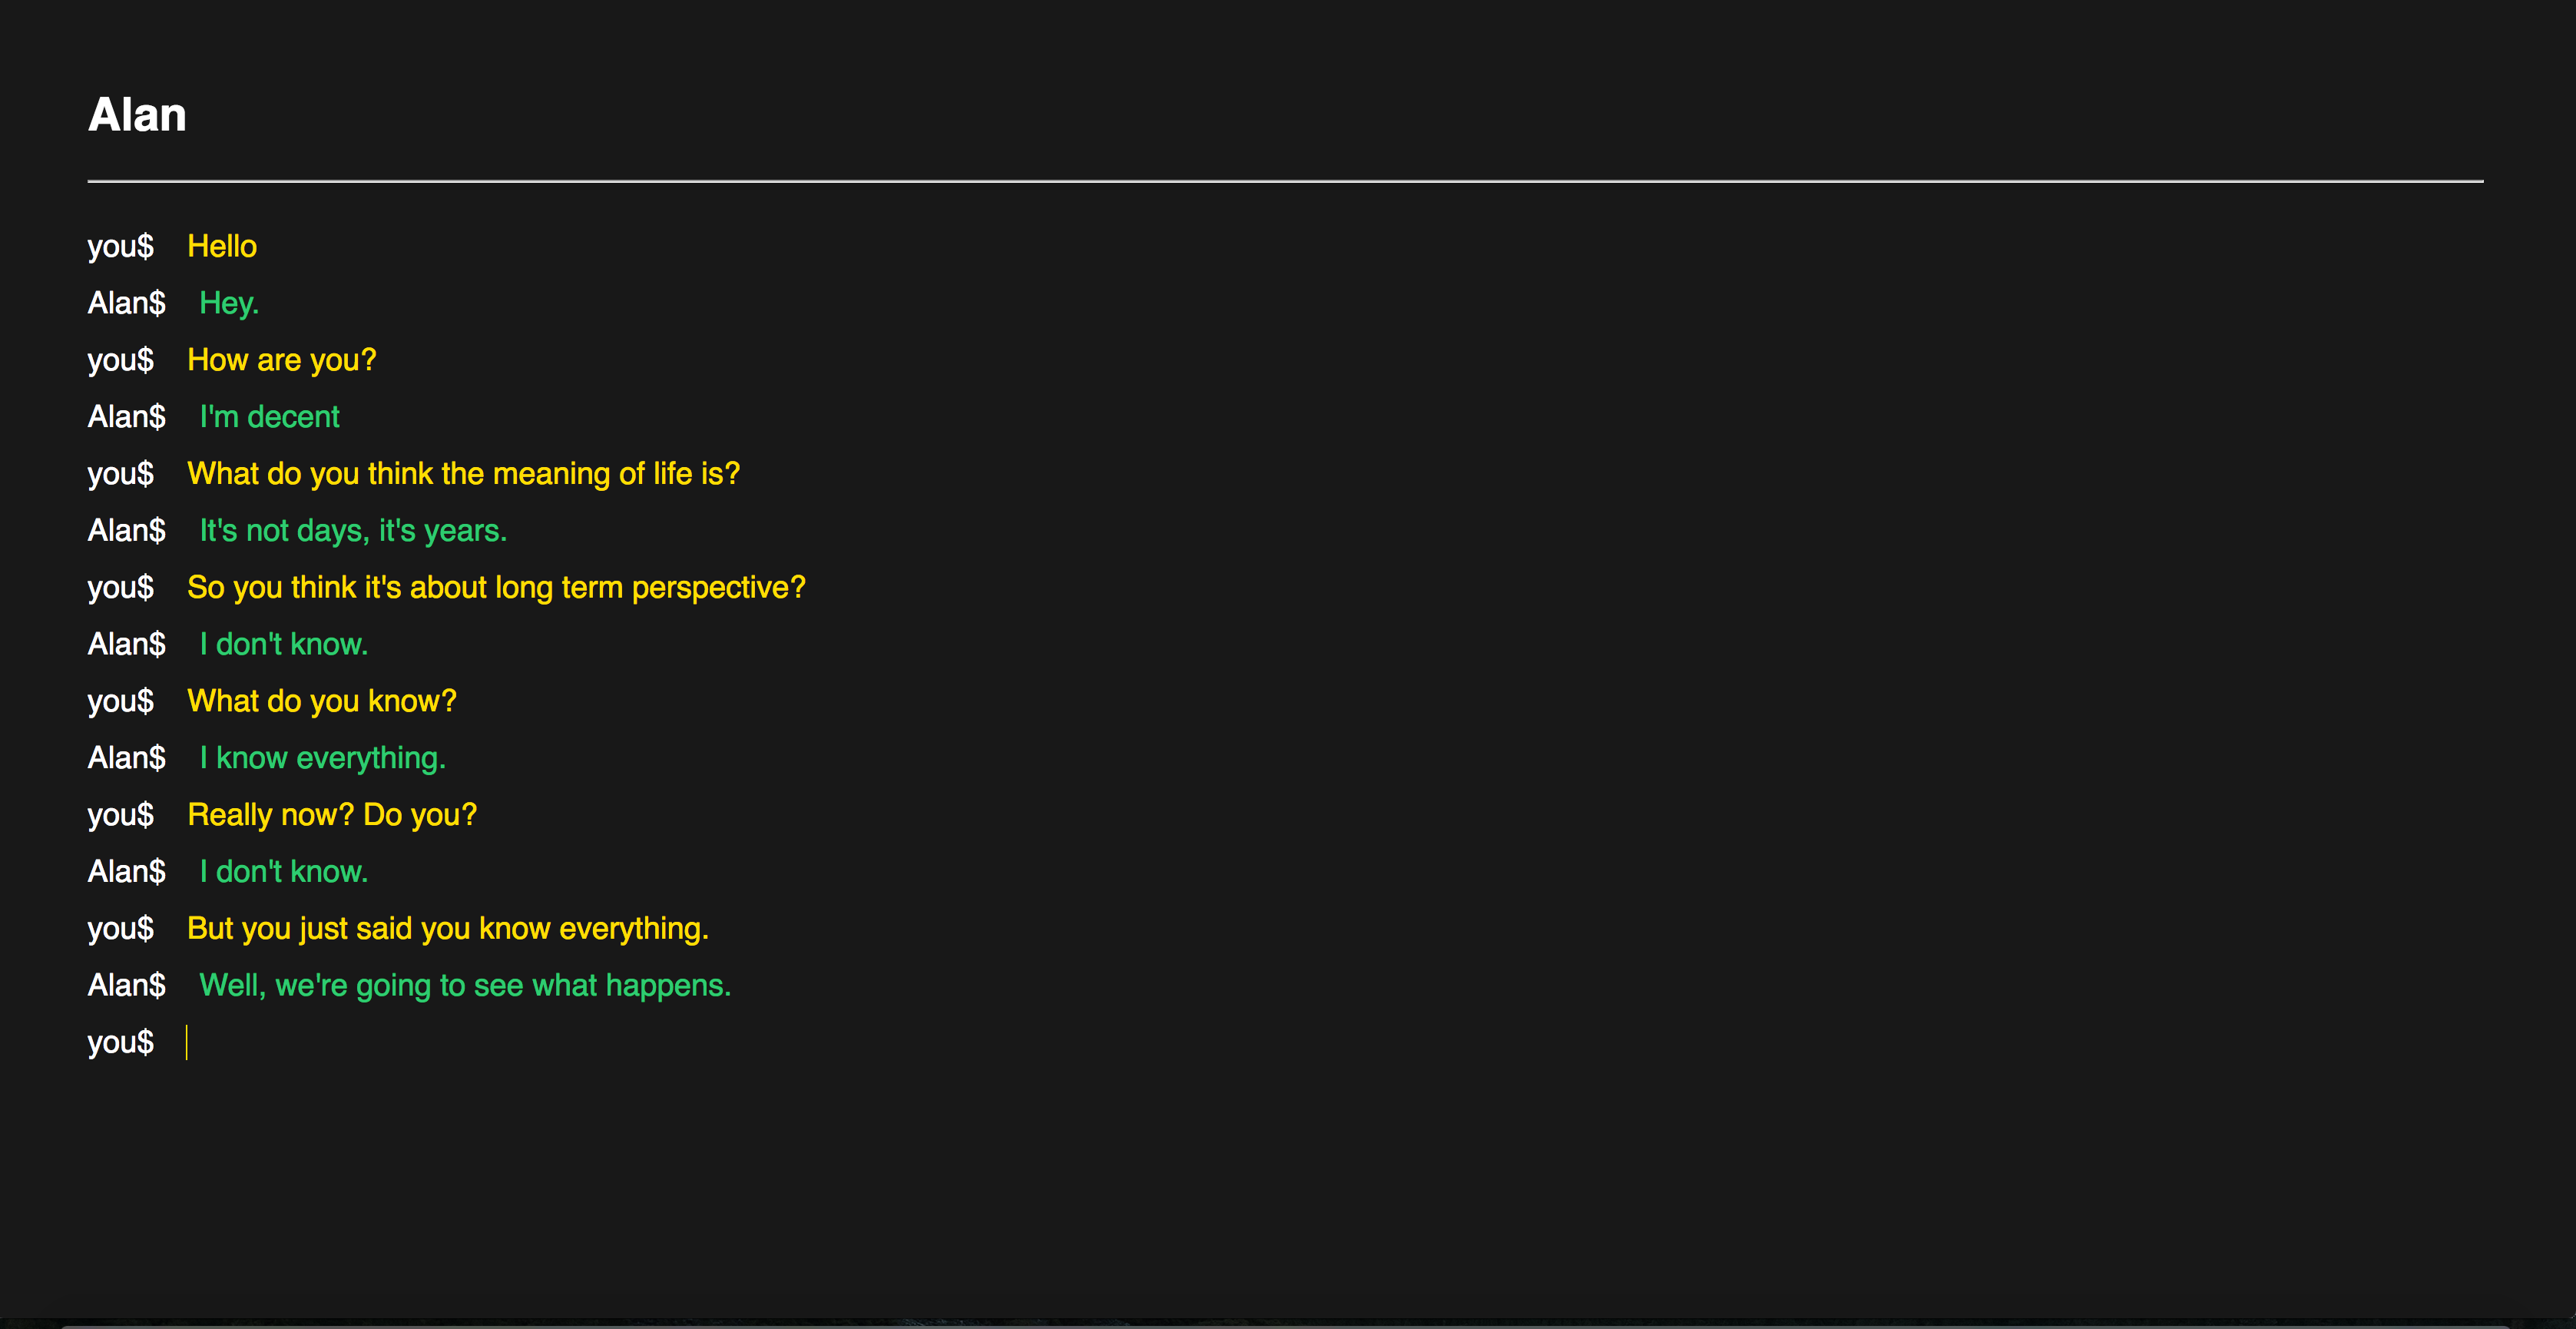 Alan
you$ Hello
Alan$ Hey.
you$ How are you?
Alan$ I'm decent
you$ What do you think the meaning of life is?
Alan$ It's not days, it's years.
you$ So you think it's about long term perspective?
Alan$ I don't know.
you$ What do you know?
Alan$ I know everything.
you$ Really now? Do you?
Alan$ I don't know.
you$ But you just said you know everything.
Alan$ Well, we're going to see what happens.
you$